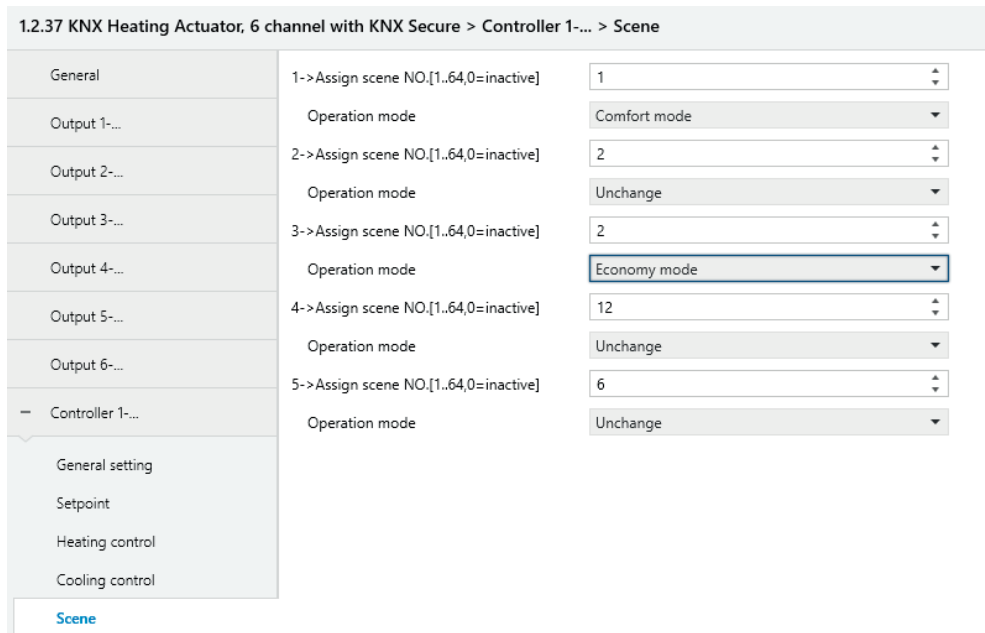 1.2.37 KNX Heating Actuator, 6 channel with KNX Secure > Controller 1-... > Scene
General
Output 1-...
Output 2-...
Output 3-...
Output 4-...
Output 5-...
Output 6-...
− Controller 1-...
General setting
Setpoint
Heating control
Cooling control
Scene
1->Assign scene NO.[1..64,0=inactive] 1
Operation mode Comfort mode
2->Assign scene NO.[1..64,0=inactive] 2
Operation mode Unchange
3->Assign scene NO.[1..64,0=inactive] 2
Operation mode Economy mode
4->Assign scene NO.[1..64,0=inactive] 12
Operation mode Unchange
5->Assign scene NO.[1..64,0=inactive] 6
Operation mode Unchange